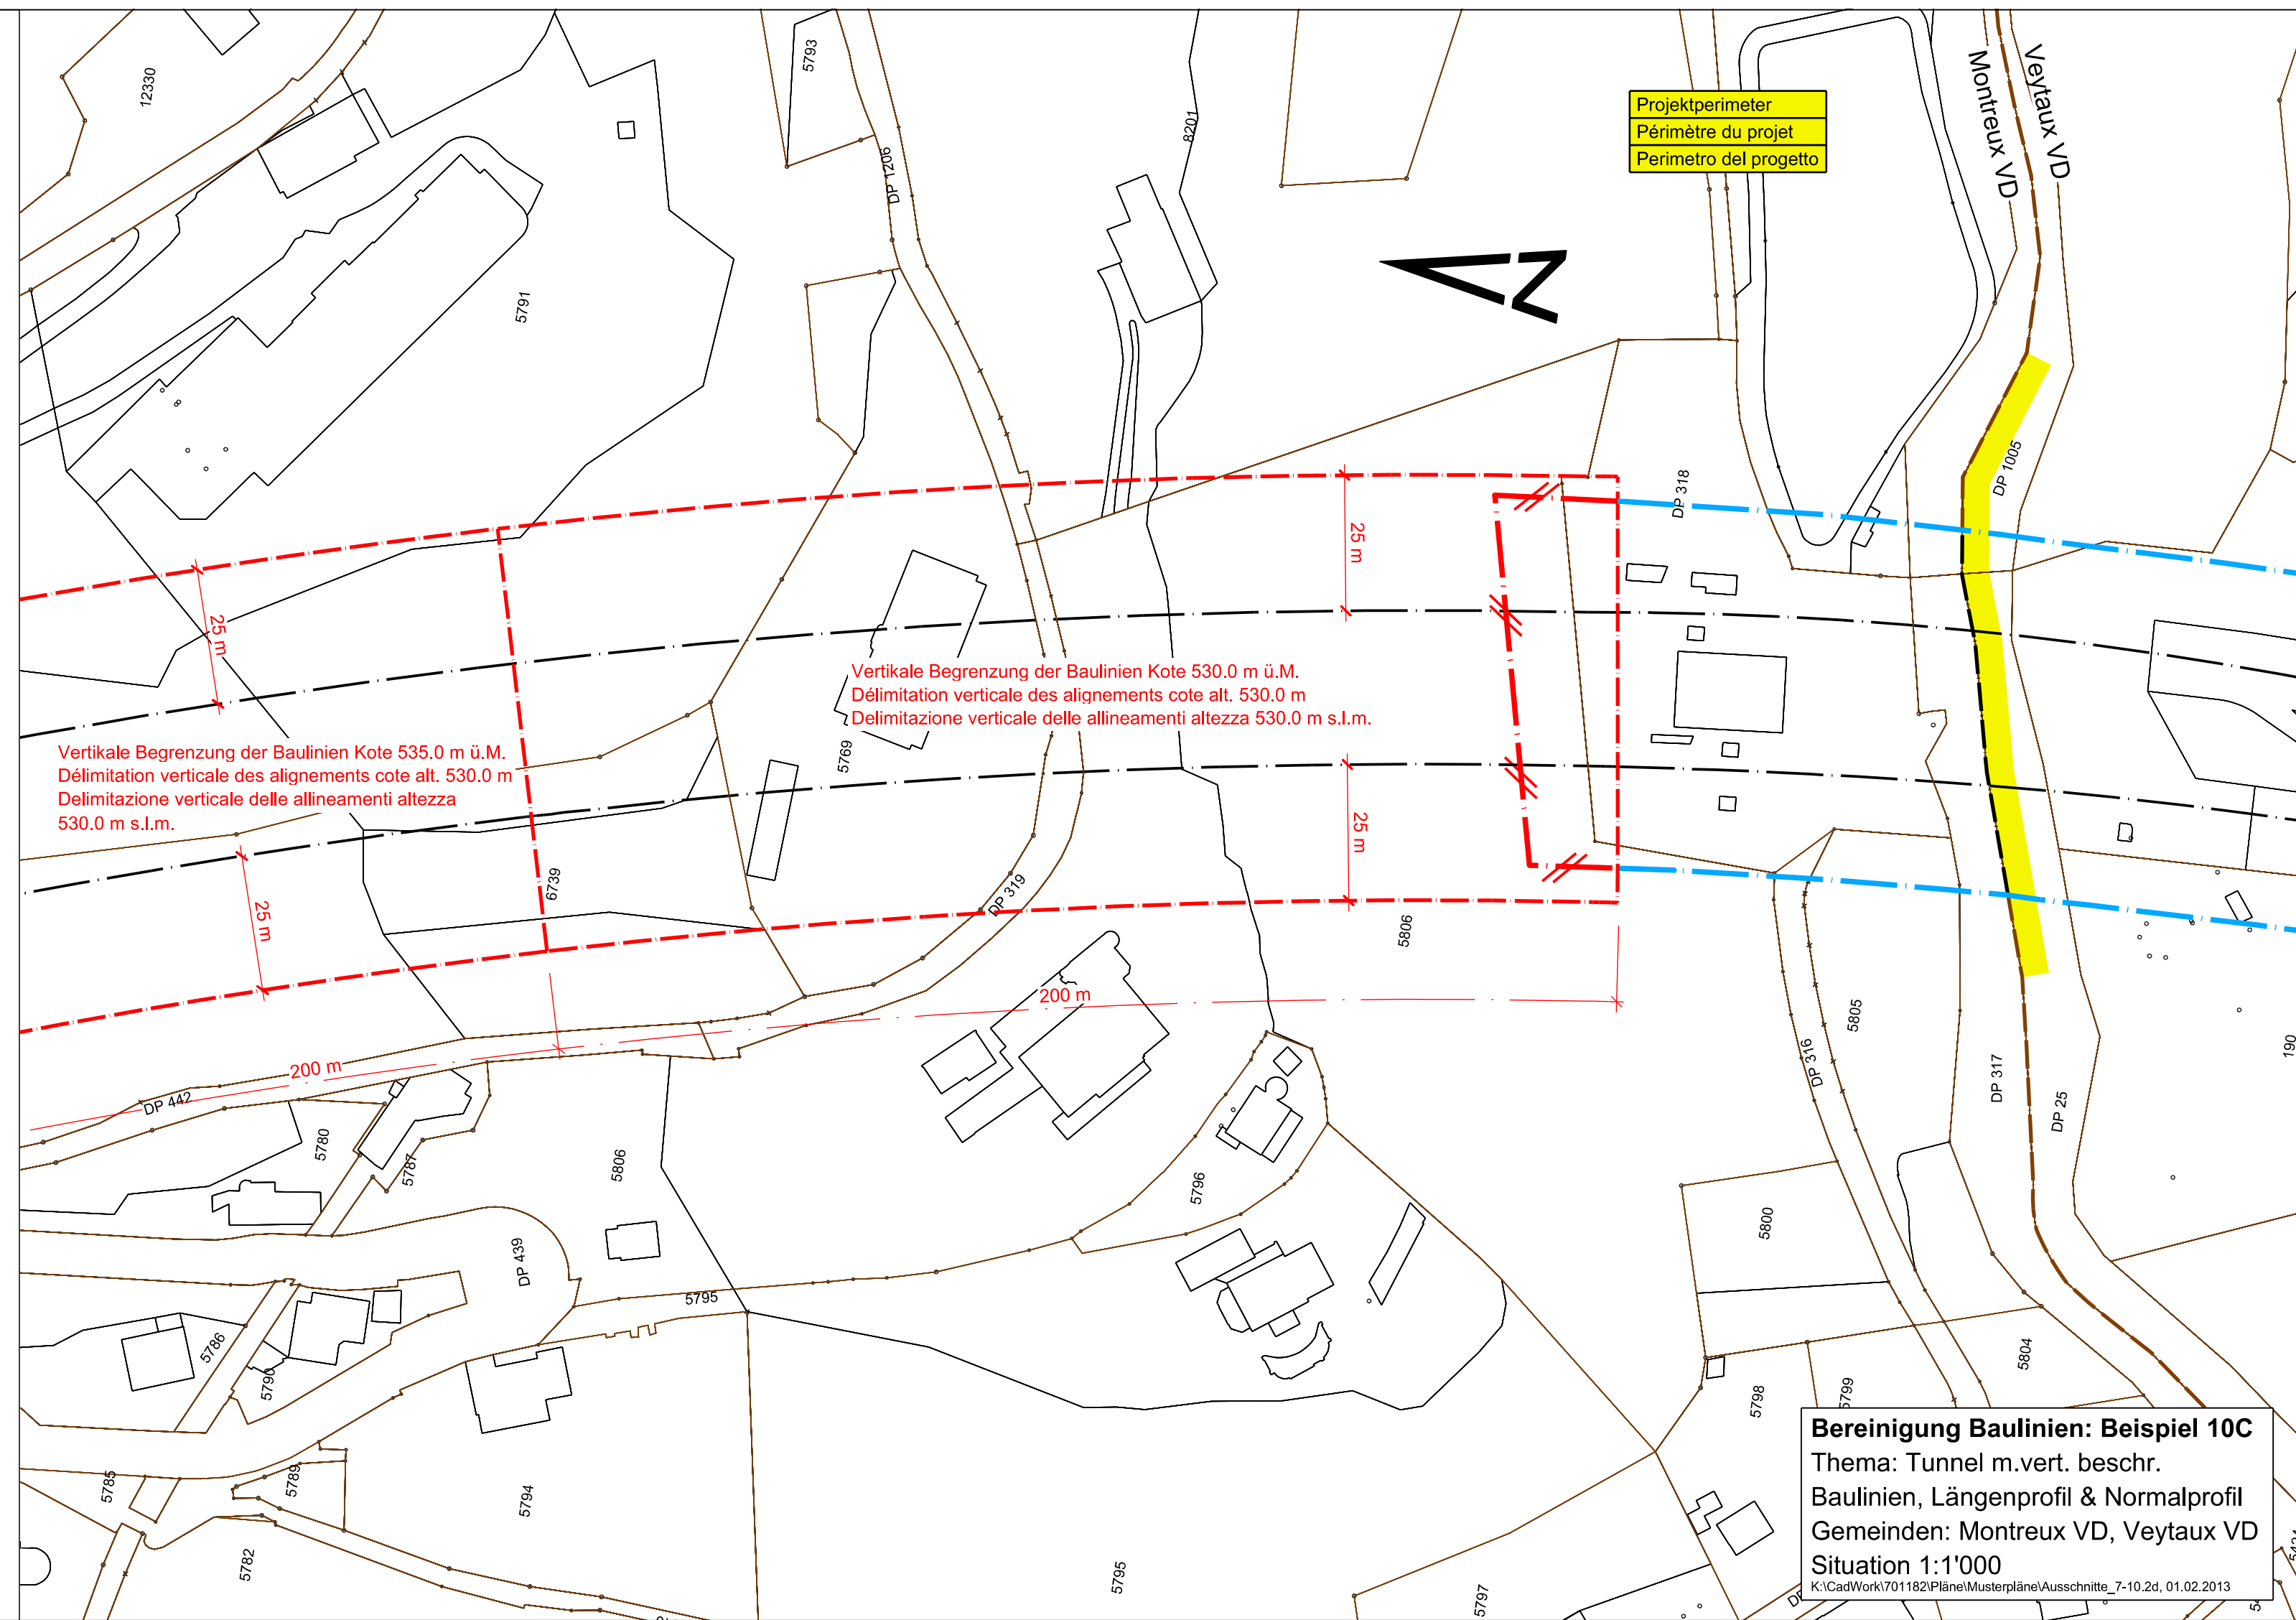 12330
5793
DP 1206
8201
Projektperimeter
Périmètre du projet
Perimetro del progetto
Montreux VD
Veytaux VD
N
5791
DP 318
DP 1005
25 m
25 m
Vertikale Begrenzung der Baulinien Kote 530.0 m ü.M.
Délimitation verticale des alignements cote alt. 530.0 m
Delimitazione verticale delle allineamenti altezza 530.0 m s.l.m.
5769
Vertikale Begrenzung der Baulinien Kote 535.0 m ü.M.
Délimitation verticale des alignements cote alt. 530.0 m
Delimitazione verticale delle allineamenti altezza
530.0 m s.l.m.
25 m
25 m
6739
DP 319
5806
200 m
200 m
5805
DP 316
DP 317
DP 25
190
DP 442
5780
5787
5806
5796
5800
DP 439
5795
5786
5790
5804
5798
5799
5785
5789
5794
5782
5795
5797
Bereinigung Baulinien: Beispiel 10C
Thema: Tunnel m.vert. beschr.
Baulinien, Längenprofil & Normalprofil
Gemeinden: Montreux VD, Veytaux VD
Situation 1:1'000
K:\CadWork\701182\Pläne\Musterpläne\Ausschnitte_7-10.2d, 01.02.2013